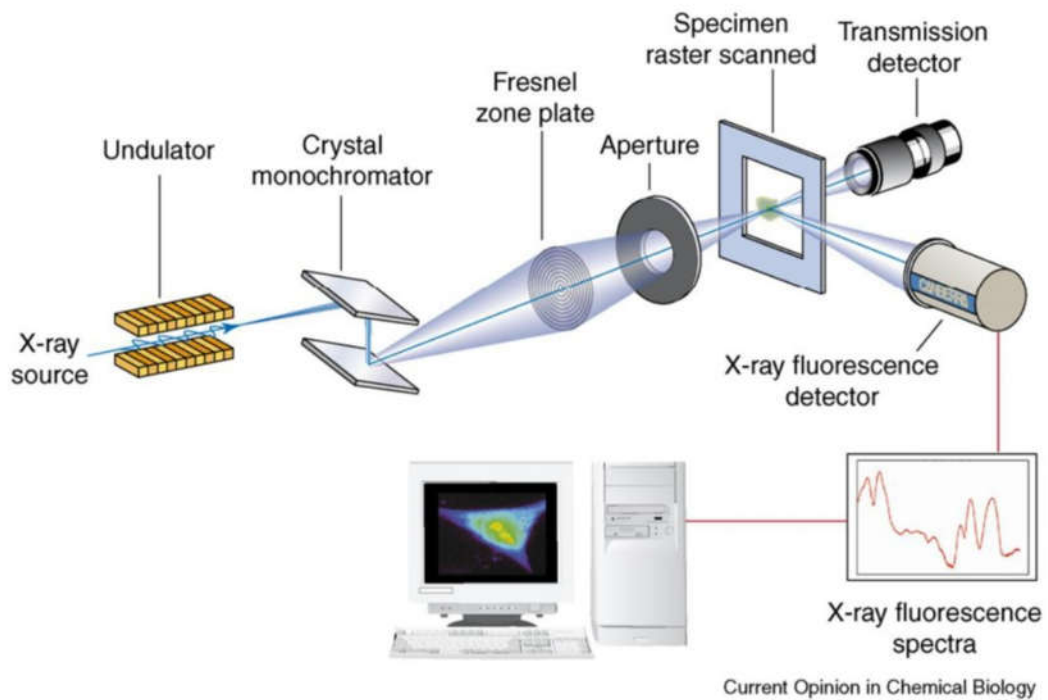 Specimen
raster scanned
Transmission
detector
Fresnel
zone plate
Undulator
Crystal
monochromator
Aperture
X-ray
source
CANBERRA
X-ray fluorescence
detector
X-ray fluorescence
spectra
Current Opinion in Chemical Biology